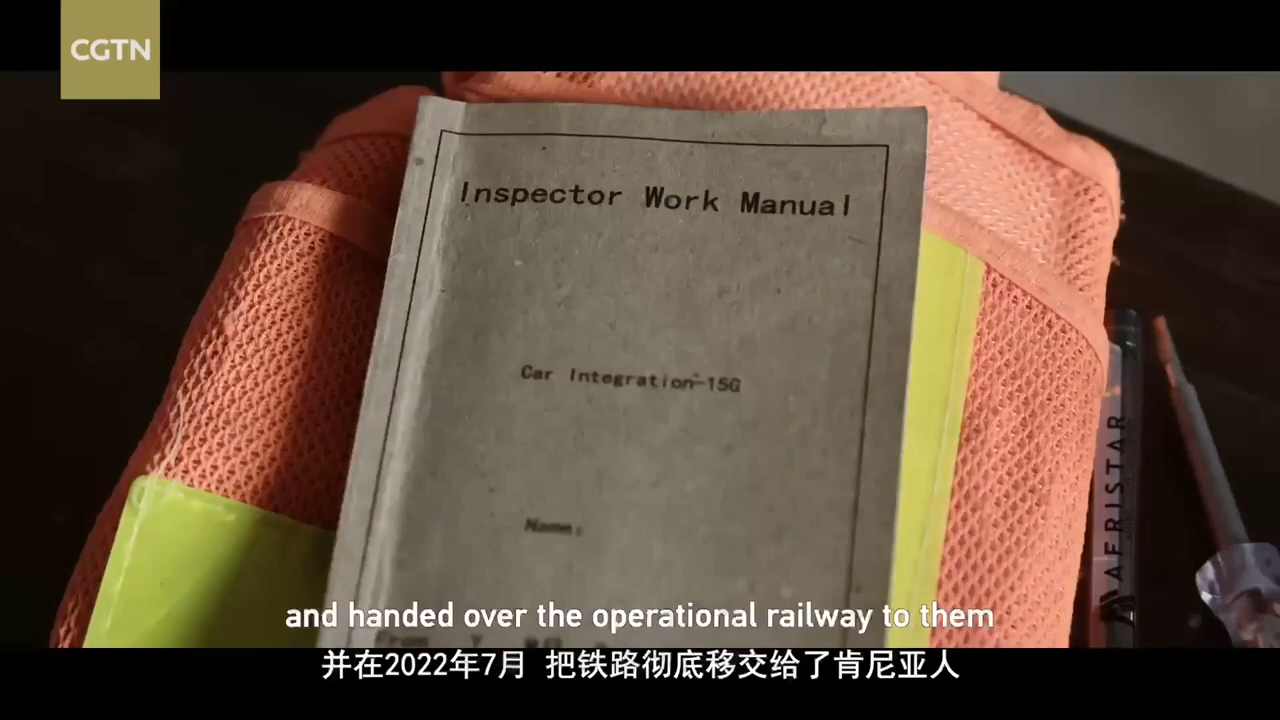 CGTN
Inspector Work Manual
Car Integration-15G
Name:
AFRISTAR
and handed over the operational railway to them
并在2022年7月 把铁路彻底移交给了肯尼亚人